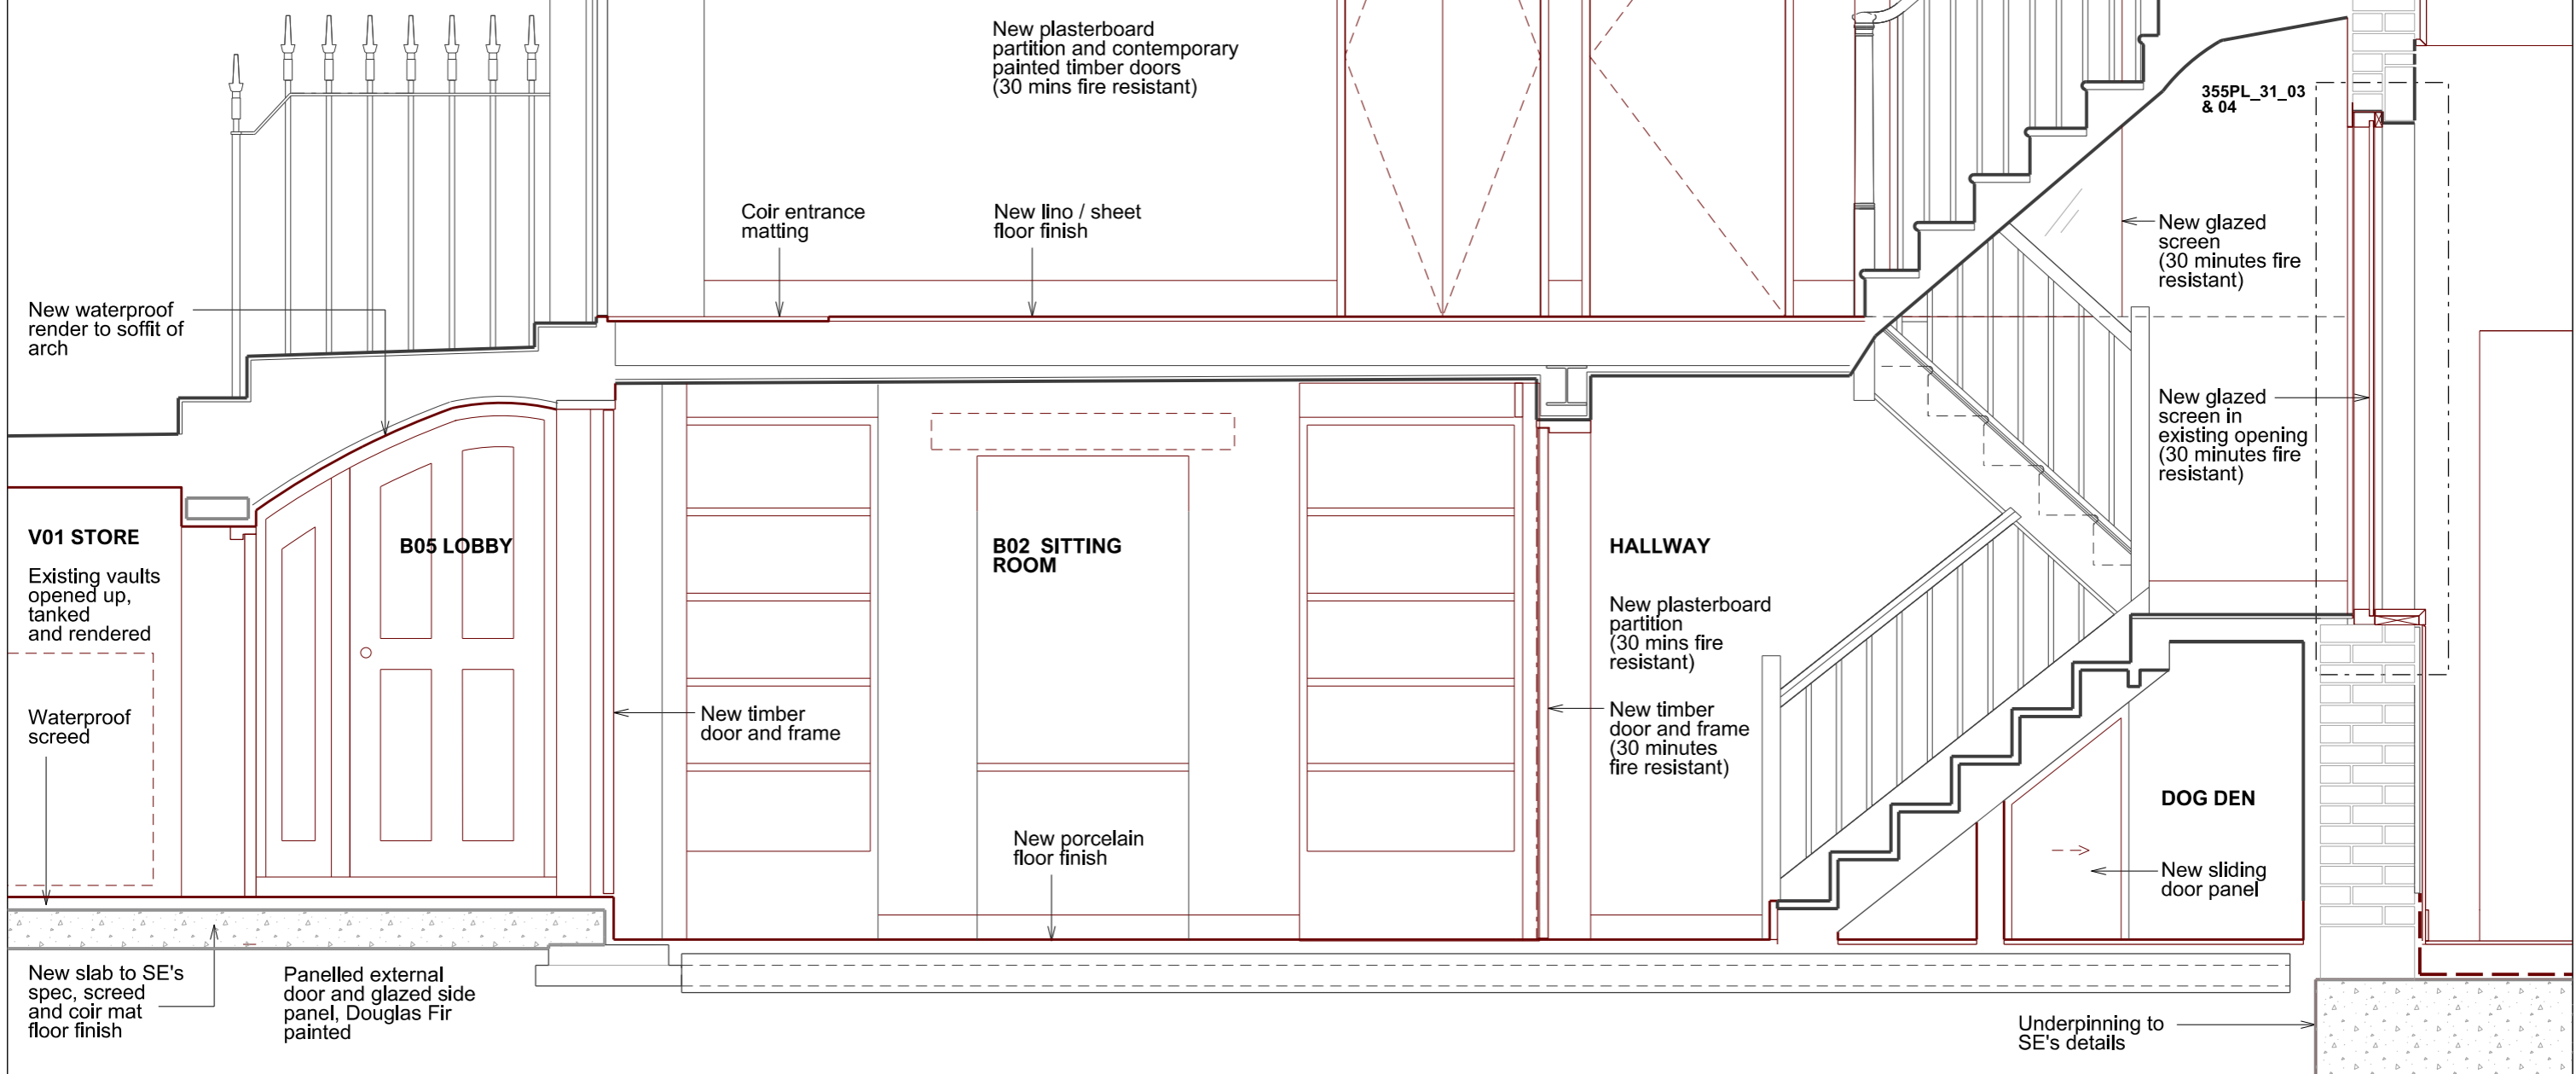 New plasterboard
partition and contemporary
painted timber doors
(30 mins fire resistant)
355PL_31_03
& 04
Coir entrance
matting
New lino / sheet
floor finish
New glazed
screen
(30 minutes fire
resistant)
New waterproof
render to soffit of
arch
New glazed
screen in
existing opening
(30 minutes fire
resistant)
V01 STORE
Existing vaults
opened up,
tanked
and rendered
B05 LOBBY
B02 SITTING
ROOM
HALLWAY
New plasterboard
partition
(30 mins fire
resistant)
Waterproof
screed
New timber
door and frame
New timber
door and frame
(30 minutes
fire resistant)
DOG DEN
New porcelain
floor finish
New sliding
door panel
New slab to SE's
spec, screed
and coir mat
floor finish
Panelled external
door and glazed side
panel, Douglas Fir
painted
Underpinning to
SE's details